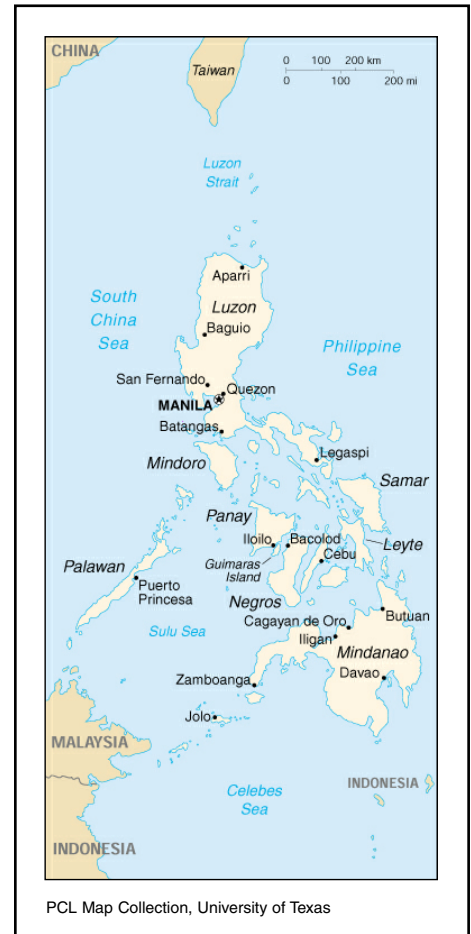 CHINA
Taiwan
0 100 200 km
0 100 200 mi
Luzon
Strait
Aparri
Luzon
South
China
Sea
Baguio
Philippine
Sea
San Fernando
Quezon
MANILA
Batangas
Legaspi
Mindoro
Samar
Panay
Iloilo
Bacolod
Leyte
Cebu
Guimaras
Island
Palawan
Puerto
Princesa
Negros
Butuan
Cagayan de Oro
Sulu Sea
Iligan
Mindanao
Davao
Zamboanga
Jolo
MALAYSIA
INDONESIA
Celebes
Sea
INDONESIA
PCL Map Collection, University of Texas